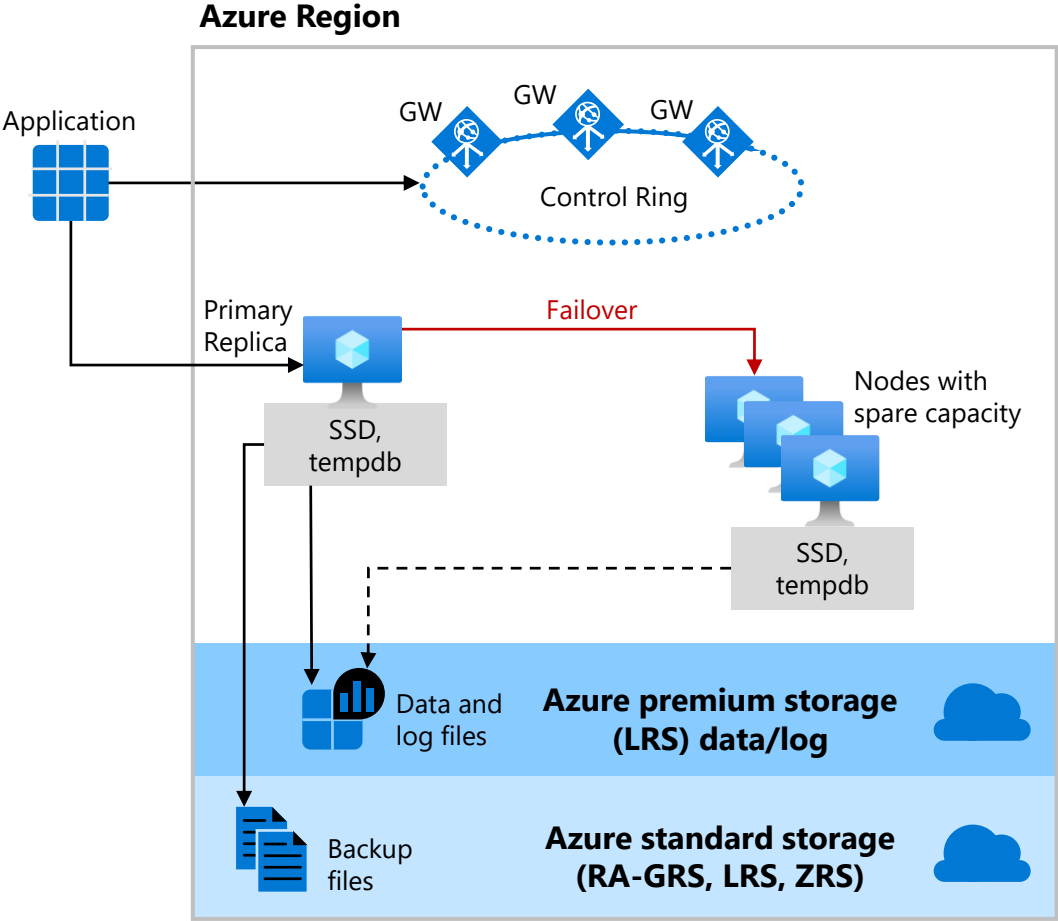 Azure Region
Application
GW
GW
GW
Control Ring
Primary
Replica
Failover
Nodes with
spare capacity
SSD,
tempdb
SSD,
tempdb
Data and
log files
Azure premium storage
(LRS) data/log
Backup
files
Azure standard storage
(RA-GRS, LRS, ZRS)